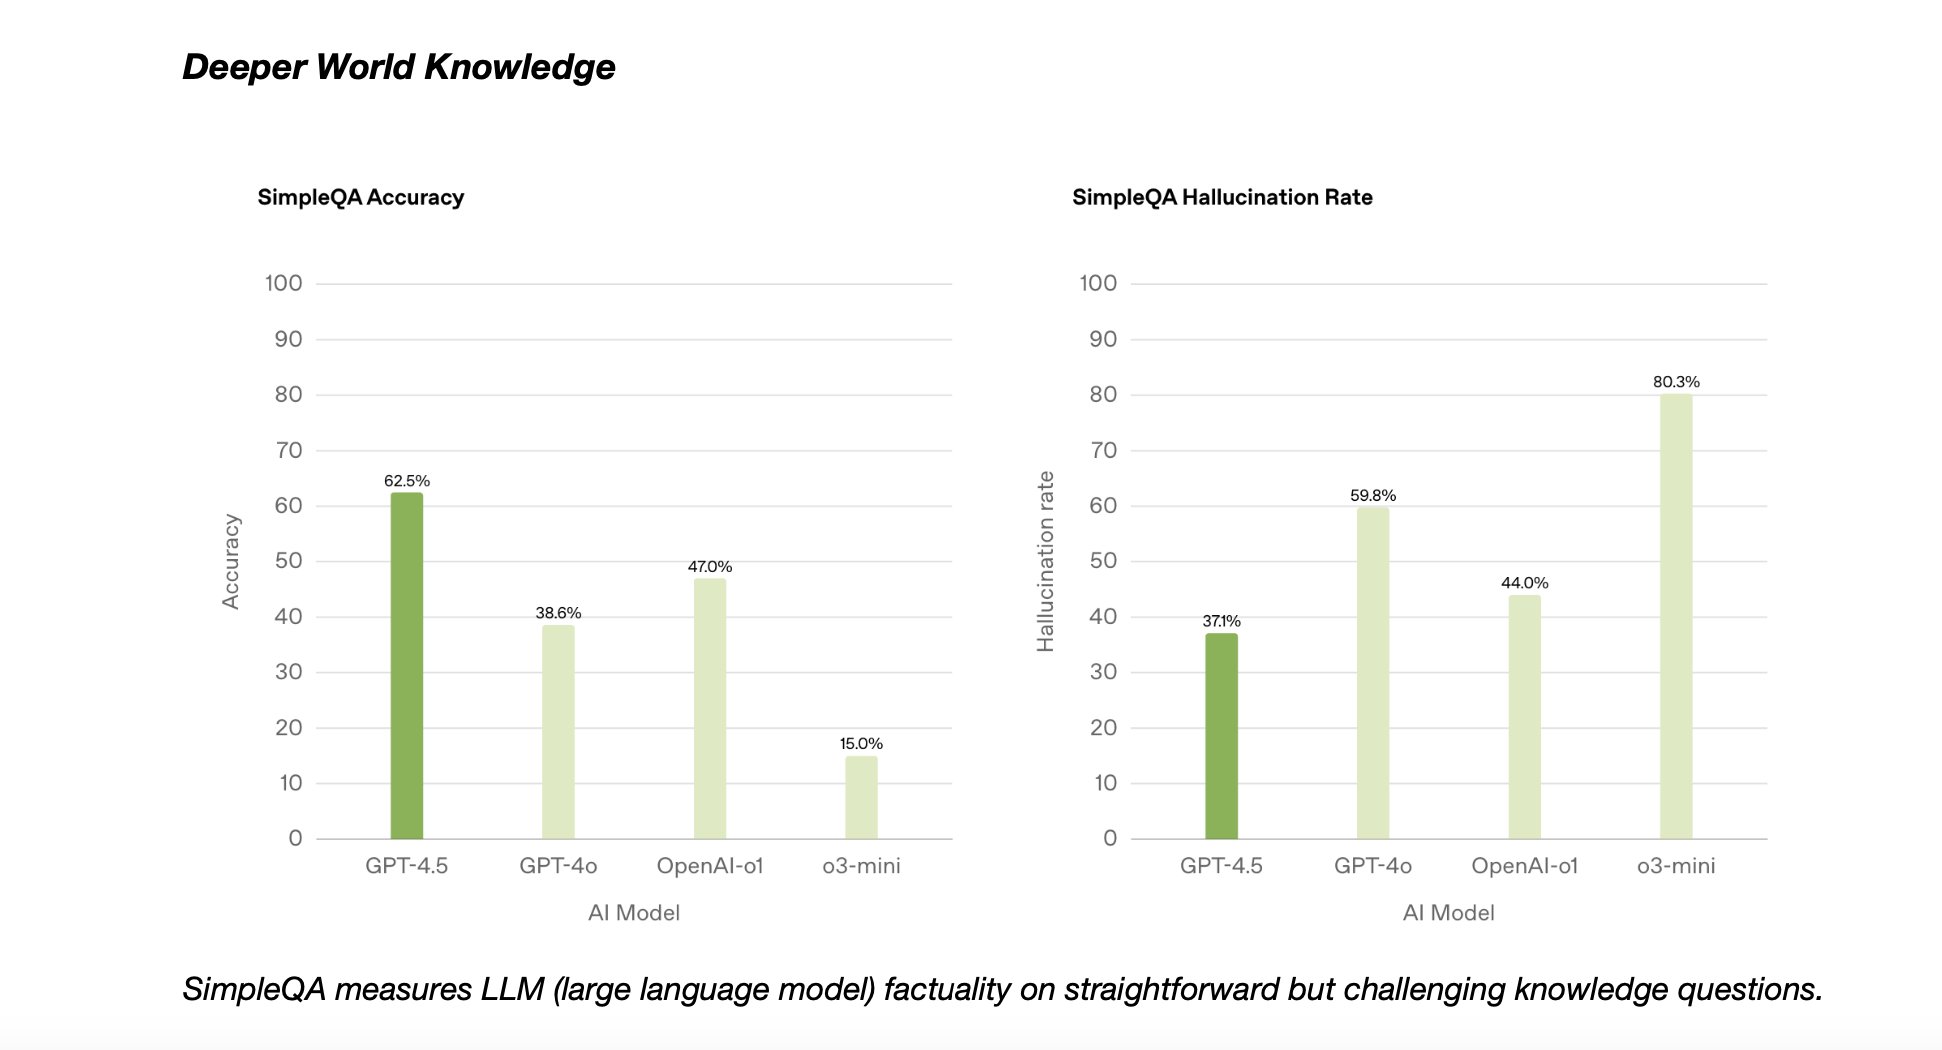 Deeper World Knowledge
SimpleQA Accuracy
100
90
80
70
60
50
40
30
20
10
0
Accuracy
62.5%
38.6%
47.0%
15.0%
GPT-4.5
GPT-4o
OpenAI-o1
o3-mini
AI Model
SimpleQA Hallucination Rate
100
90
80
70
60
50
40
30
20
10
0
Hallucination rate
37.1%
59.8%
44.0%
80.3%
GPT-4.5
GPT-4o
OpenAI-o1
o3-mini
AI Model
SimpleQA measures LLM (large language model) factuality on straightforward but challenging knowledge questions.